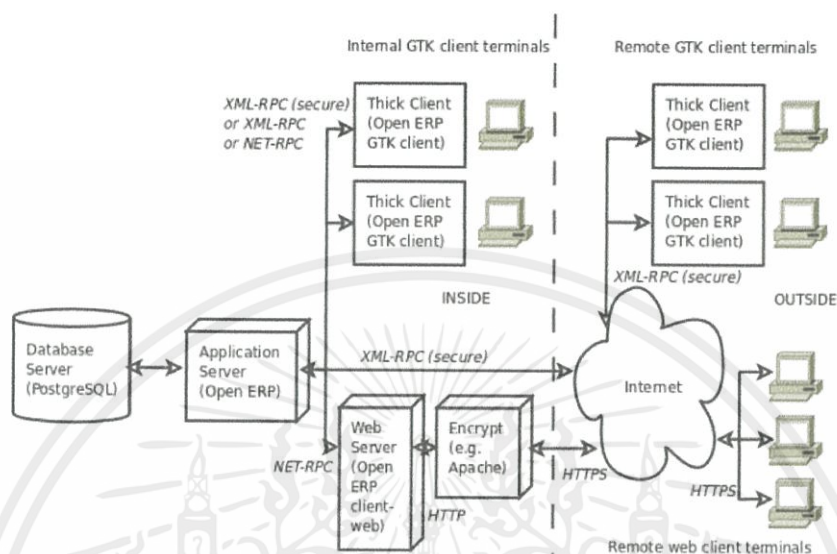 Internal GTK client terminals
Remote GTK client terminals
XML-RPC (secure)
or XML-RPC
or NET-RPC
Thick Client
(Open ERP
GTK client)
Thick Client
(Open ERP
GTK client)
Thick Client
(Open ERP
GTK client)
Thick Client
(Open ERP
GTK client)
XML-RPC (secure)
INSIDE
OUTSIDE
Database
Server
(PostgreSQL)
Application
Server
(Open ERP)
XML-RPC (secure)
Internet
Web
Server
(Open
ERP
client-
web)
Encrypt
(e.g.
Apache)
NET-RPC
HTTP
HTTPS
HTTPS
Remote web client terminals